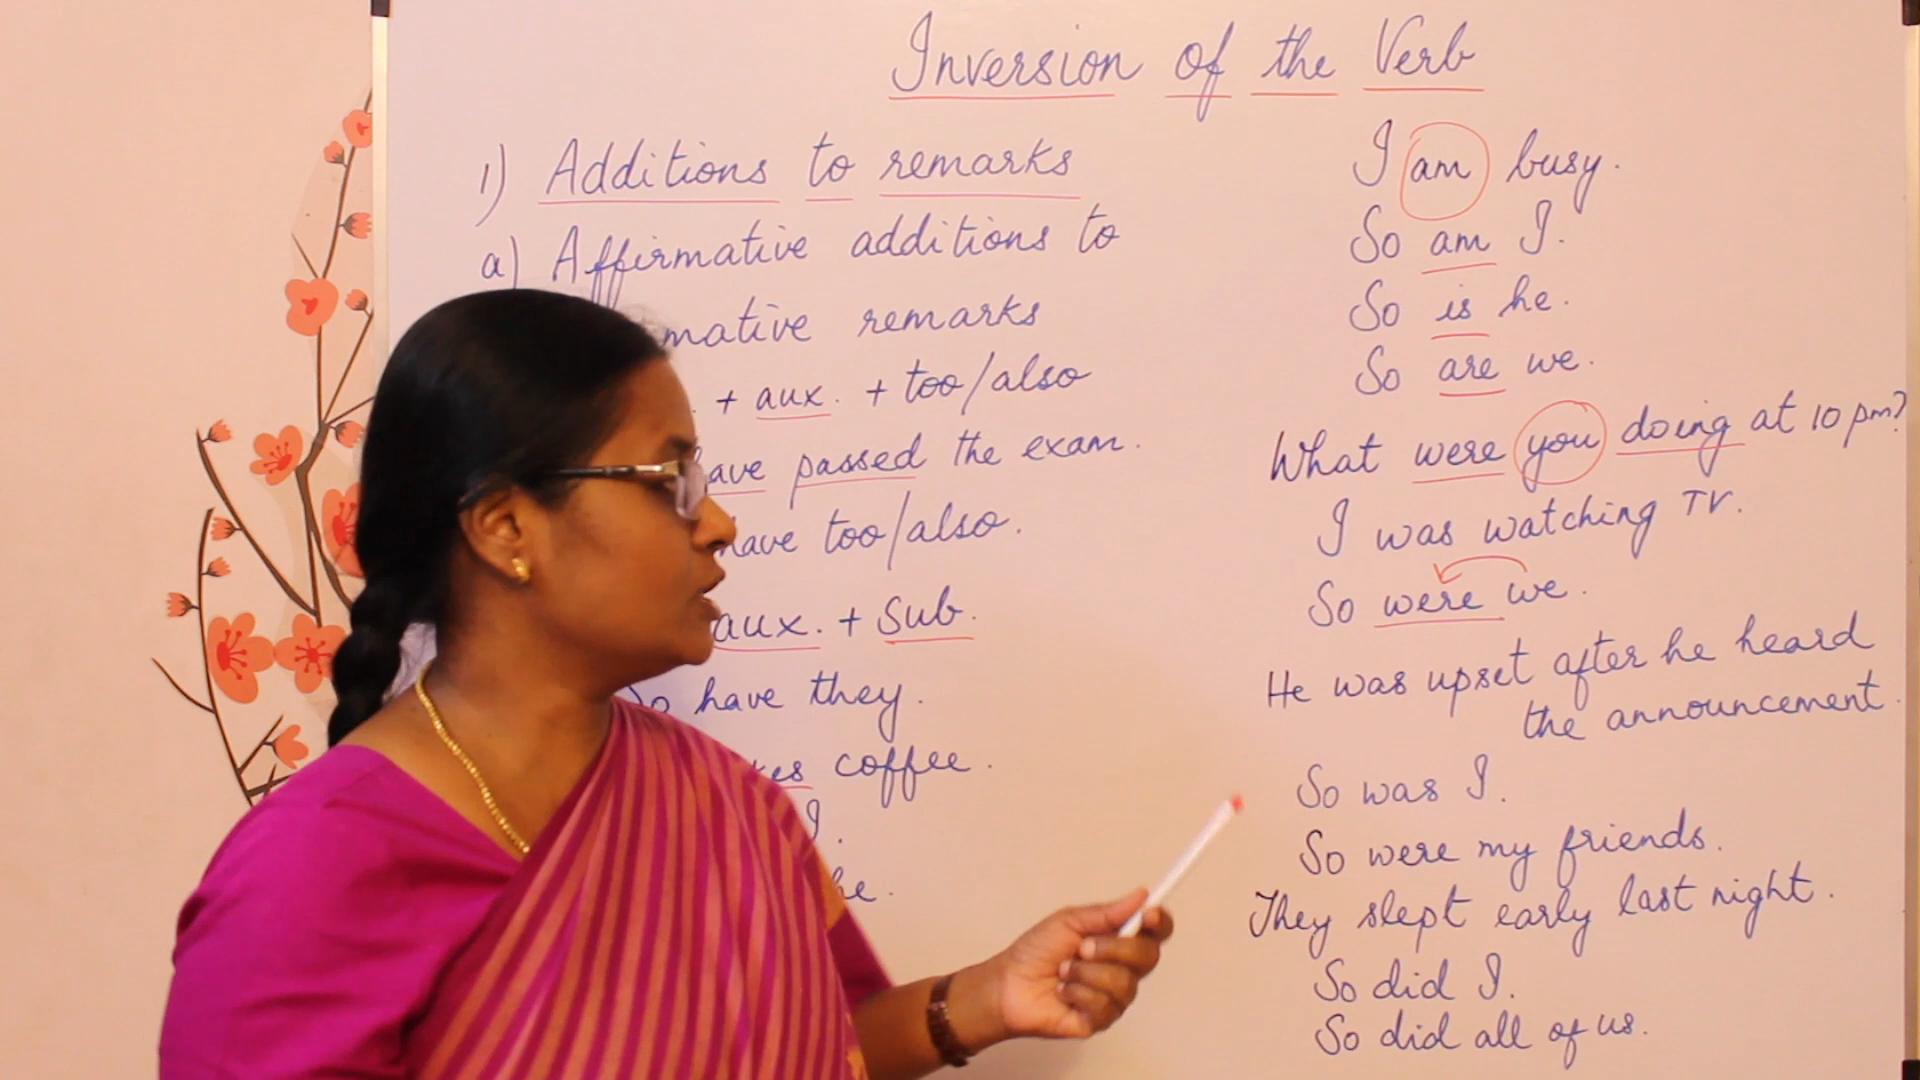 Inversion of the Verb
1) Additions to remarks
a) Affirmative additions to
remarks
+ aux. + too/also
passed the exam.
have too/also.
aux. + Sub.
So have they.
coffee.
I.
he.
I am busy.
So am I.
So is he.
So are we.
What were you doing at 10 pm?
I was watching TV.
So were we.
He was upset after he heard
the announcement.
So was I.
So were my friends.
They slept early last night.
So did I.
So did all of us.